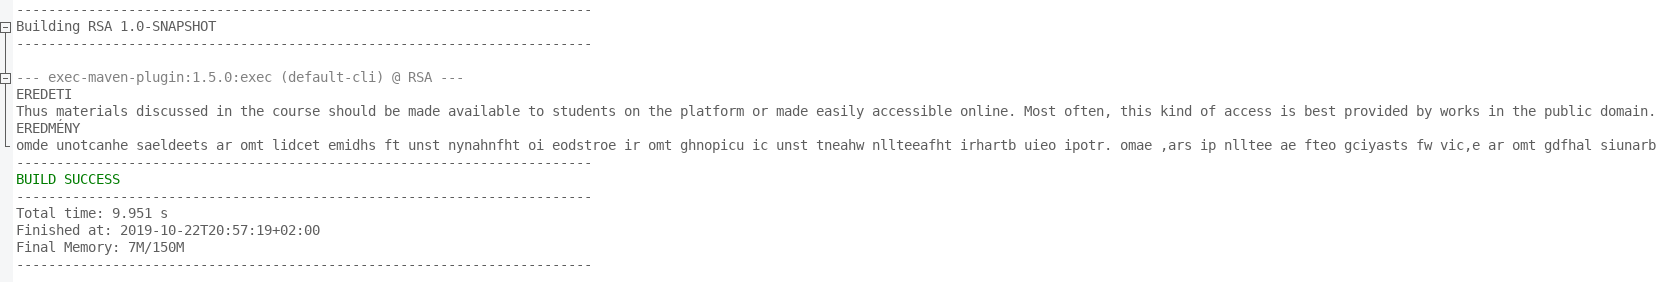 ------------------------------------------------------------------------
Building RSA 1.0-SNAPSHOT
------------------------------------------------------------------------
--- exec-maven-plugin:1.5.0:exec (default-cli) @ RSA ---
EREDETI
Thus materials discussed in the course should be made available to students on the platform or made easily accessible online. Most often, this kind of access is best provided by works in the public domain.
EREDMÉNY
omde unotcanhe saeldeets ar omt lidcet emidhs ft unst nynahnfht oi eodstroe ir omt ghnopicu ic unst tneahw nllteeafht irhartb uieo ipotr. omae ,ars ip nlltee ae fteo gciyasts fw vic,e ar omt gdfhal siunarb
------------------------------------------------------------------------
BUILD SUCCESS
------------------------------------------------------------------------
Total time: 9.951 s
Finished at: 2019-10-22T20:57:19+02:00
Final Memory: 7M/150M
------------------------------------------------------------------------